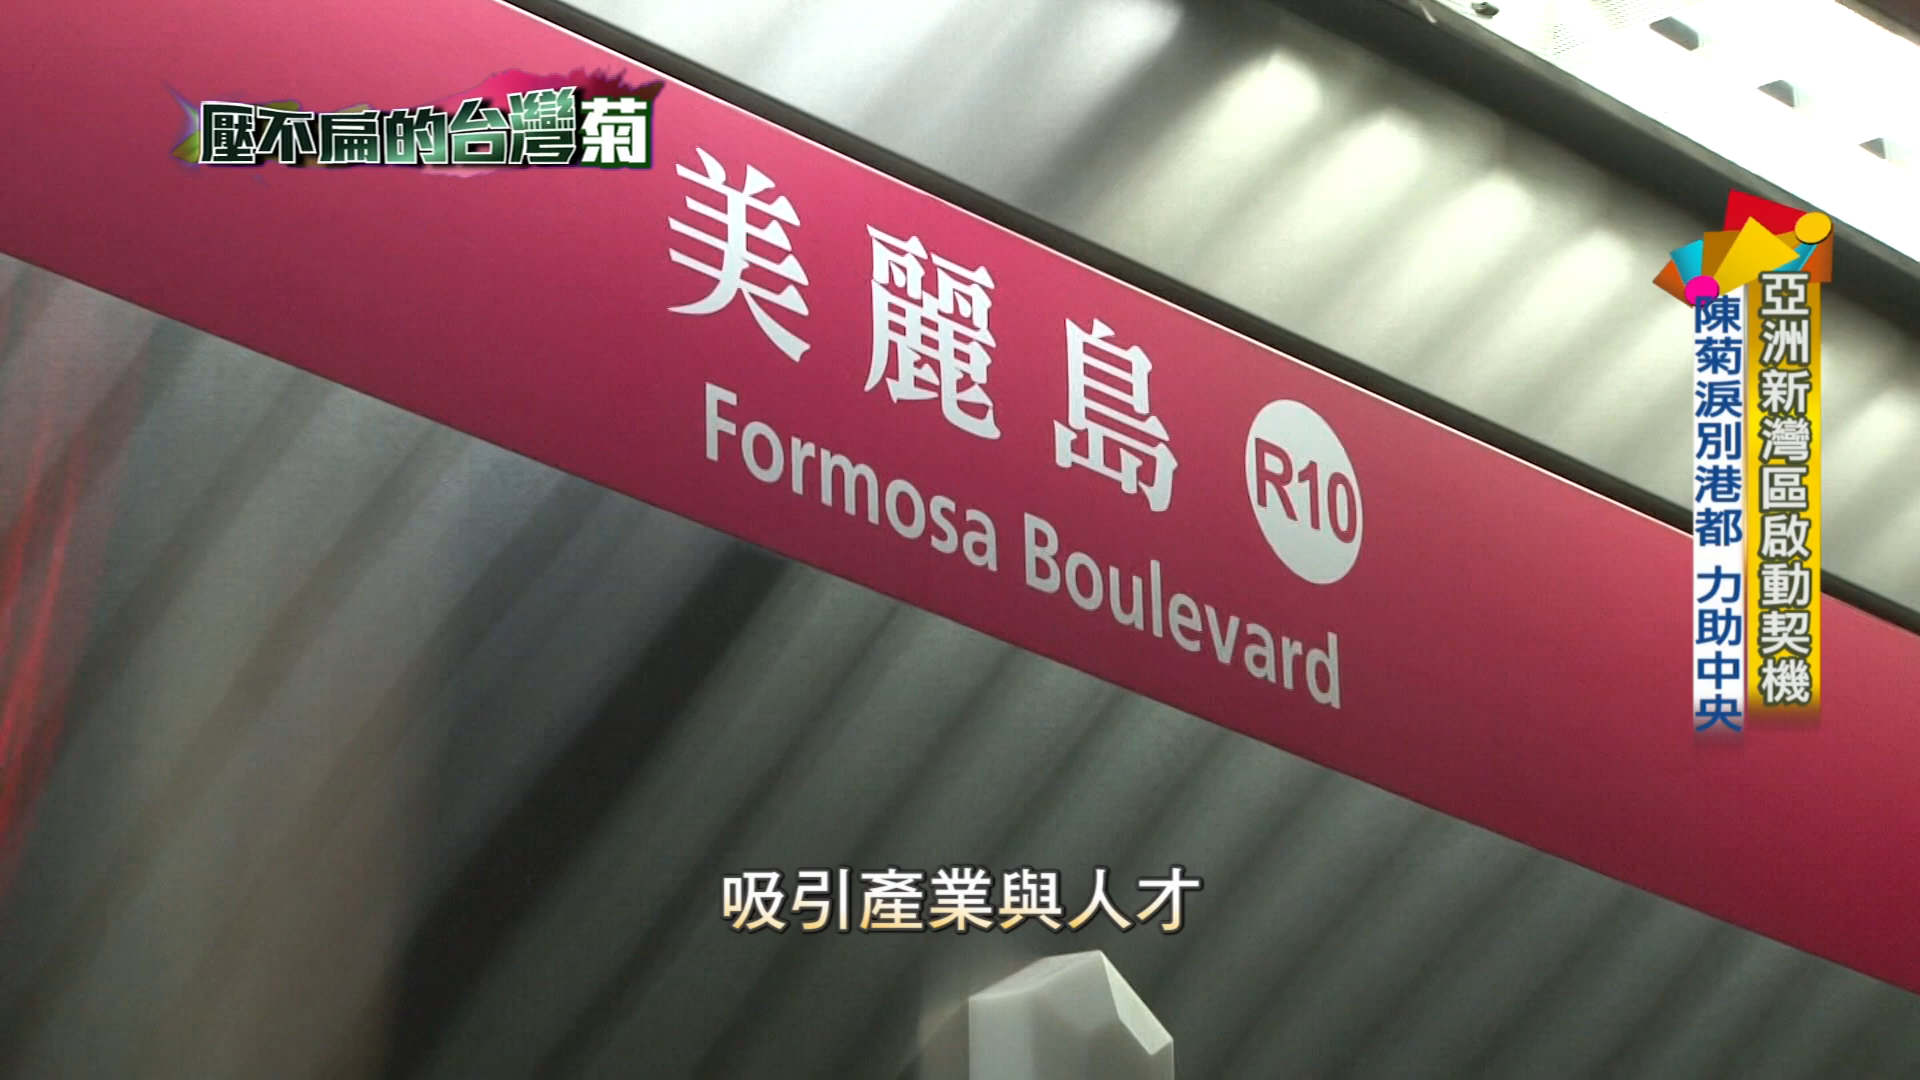 壓不扁的台灣菊
美麗島
R10
Formosa Boulevard
亞洲新灣區啟動契機
陳菊淚別港都 力助中央
吸引產業與人才